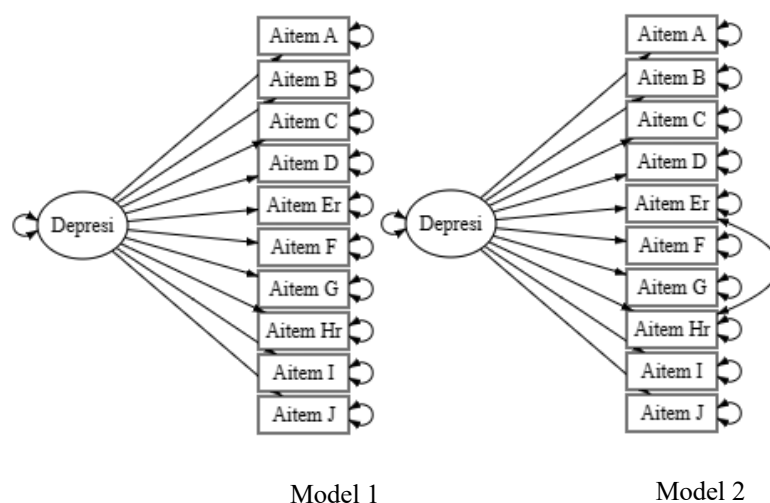 Aitem A
Aitem B
Aitem C
Aitem D
Aitem Er
Aitem F
Aitem G
Aitem Hr
Aitem I
Aitem J
Depresi
Model 1
Aitem A
Aitem B
Aitem C
Aitem D
Aitem Er
Aitem F
Aitem G
Aitem Hr
Aitem I
Aitem J
Depresi
Model 2